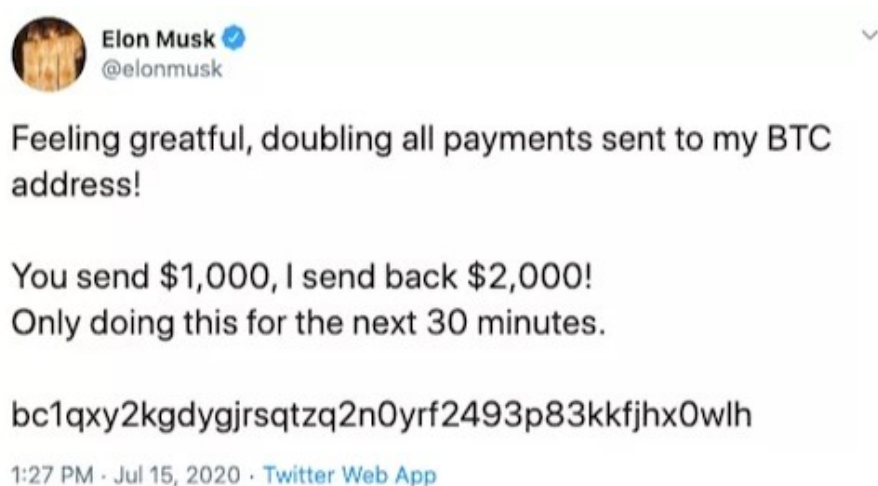 Elon Musk
@elonmusk
Feeling greatful, doubling all payments sent to my BTC
address!
You send $1,000, I send back $2,000!
Only doing this for the next 30 minutes.
bc1qxy2kgdygjrsqtzq2n0yrf2493p83kkfjhx0wlh
1:27 PM · Jul 15, 2020 · Twitter Web App